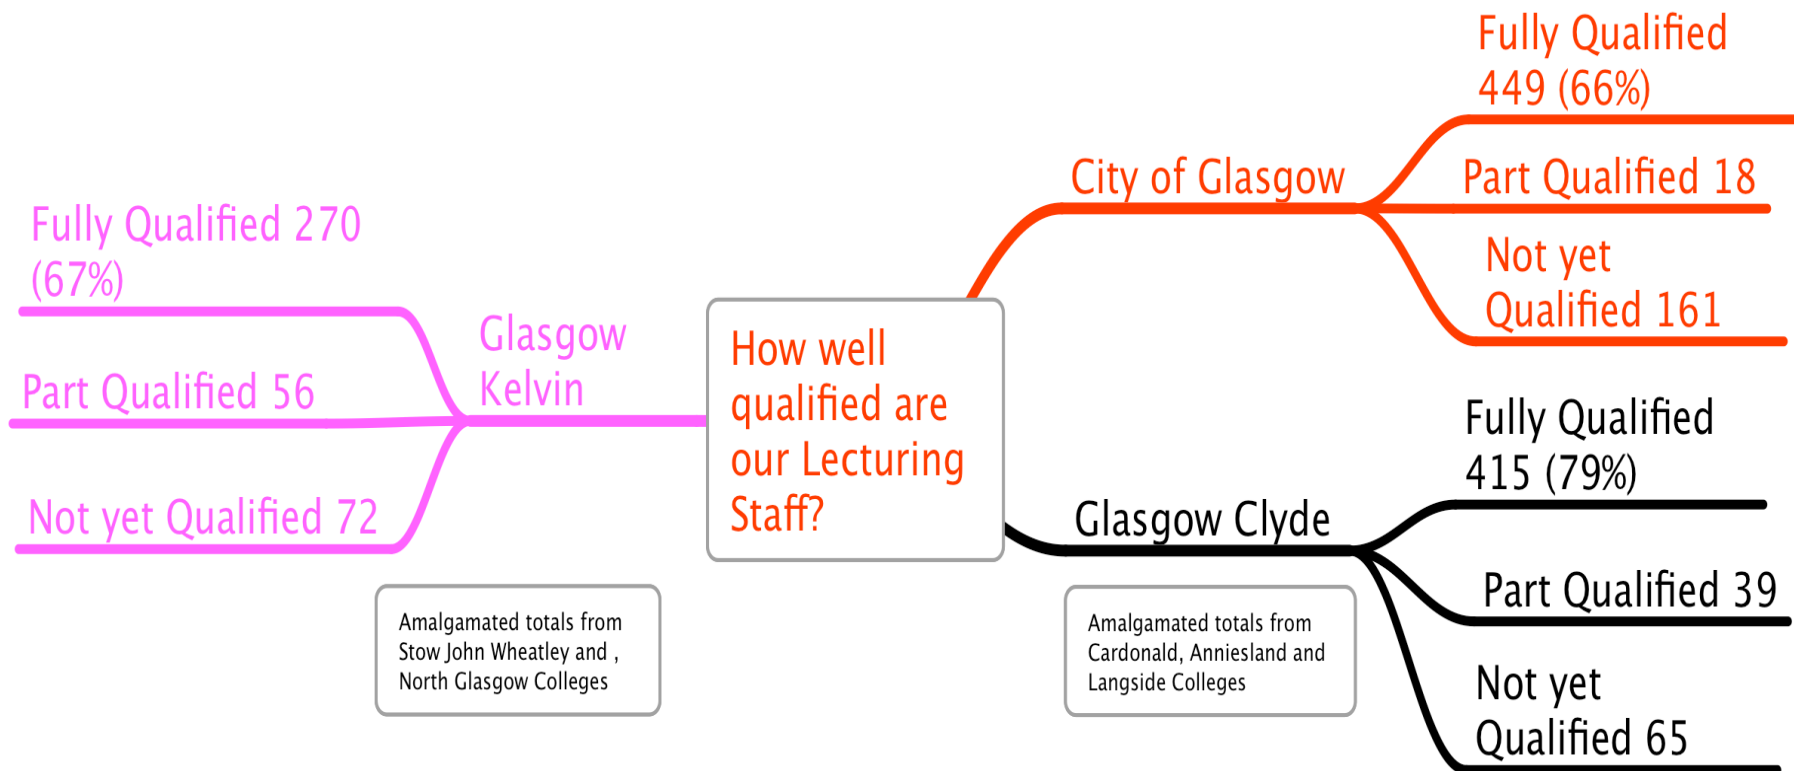 How well
qualified are
our Lecturing
Staff?
City of Glasgow
Fully Qualified
449 (66%)
Part Qualified 18
Not yet
Qualified 161
Glasgow Clyde
Fully Qualified
415 (79%)
Part Qualified 39
Not yet
Qualified 65
Amalgamated totals from
Cardonald, Anniesland and
Langside Colleges
Glasgow
Kelvin
Fully Qualified 270
(67%)
Part Qualified 56
Not yet Qualified 72
Amalgamated totals from
Stow John Wheatley and ,
North Glasgow Colleges